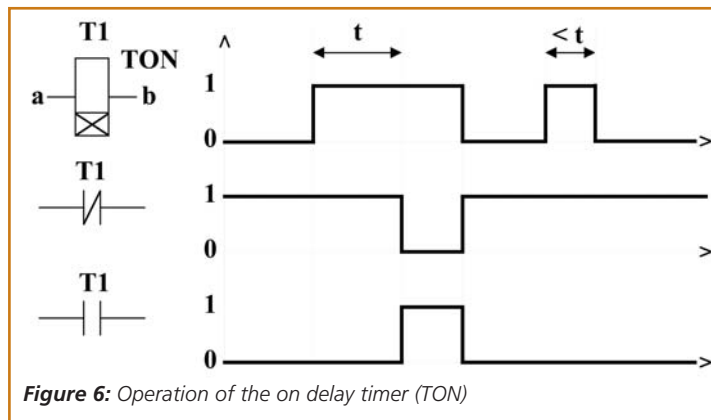 T1
TON
a
b
t
< t
1
0
T1
1
0
T1
1
0
Figure 6: Operation of the on delay timer (TON)